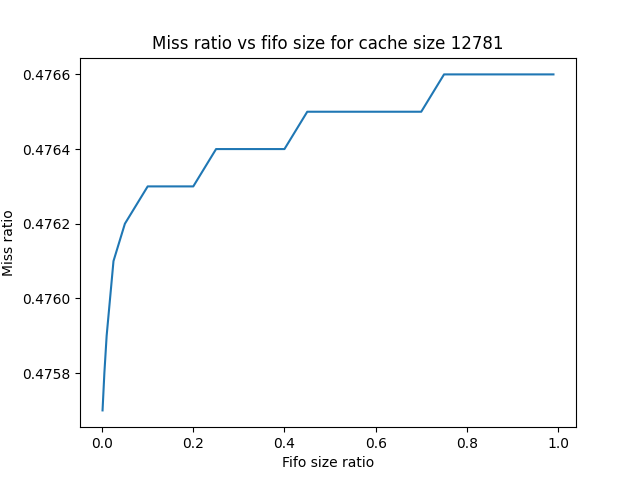 Miss ratio vs fifo size for cache size 12781
0.4766
0.4764
0.4762
0.4760
0.4758
Miss ratio
0.0 0.2 0.4 0.6 0.8 1.0
Fifo size ratio